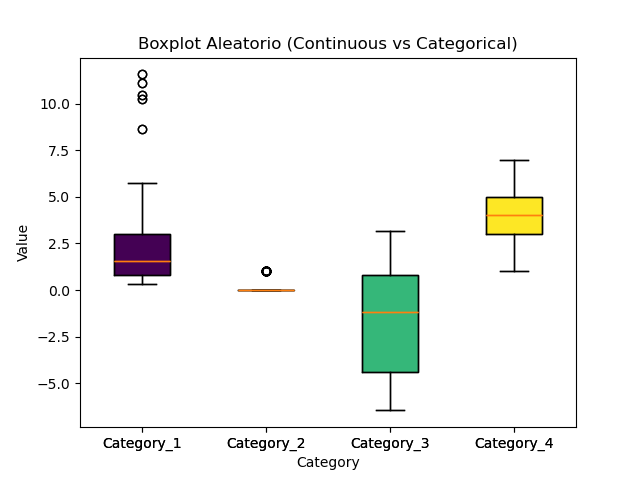 Boxplot Aleatorio (Continuous vs Categorical)
Value
10.0
7.5
5.0
2.5
0.0
−2.5
−5.0
Category_1 Category_2 Category_3 Category_4
Category